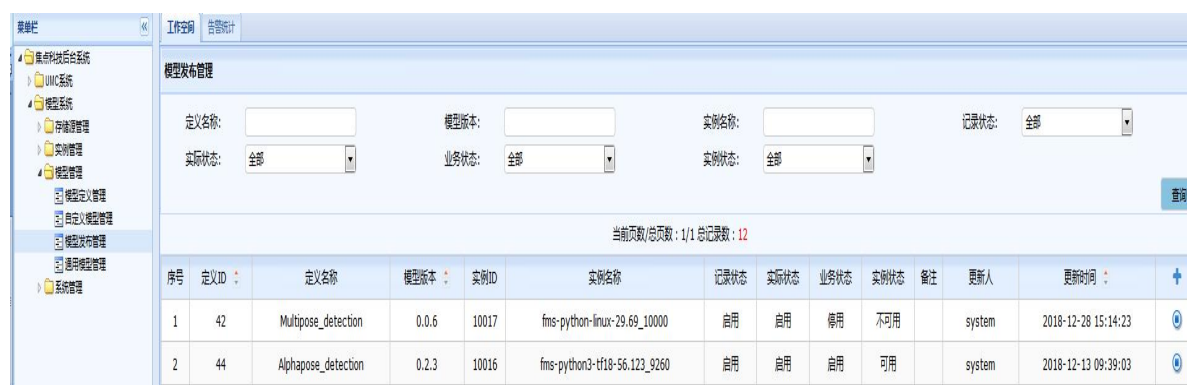 菜单栏
集点科技后台系统
UMC系统
模型系统
存储源管理
实例管理
模型管理
模型定义管理
自定义模型管理
模型发布管理
通用模型管理
系统管理
工作空间 告警统计
模型发布管理
定义名称: 模型版本: 实例名称: 记录状态: 全部
实际状态: 全部 业务状态: 全部 实例状态: 全部
查询
当前页数/总页数：1/1 总记录数：12
序号 定义ID 定义名称 模型版本 实例ID 实例名称 记录状态 实际状态 业务状态 实例状态 备注 更新人 更新时间
1 42 Multipose_detection 0.0.6 10017 fms-python-linux-29.69_10000 启用 启用 停用 不可用 system 2018-12-28 15:14:23
2 44 Alphapose_detection 0.2.3 10016 fms-python3-tf18-56.123_9260 启用 启用 启用 可用 system 2018-12-13 09:39:03